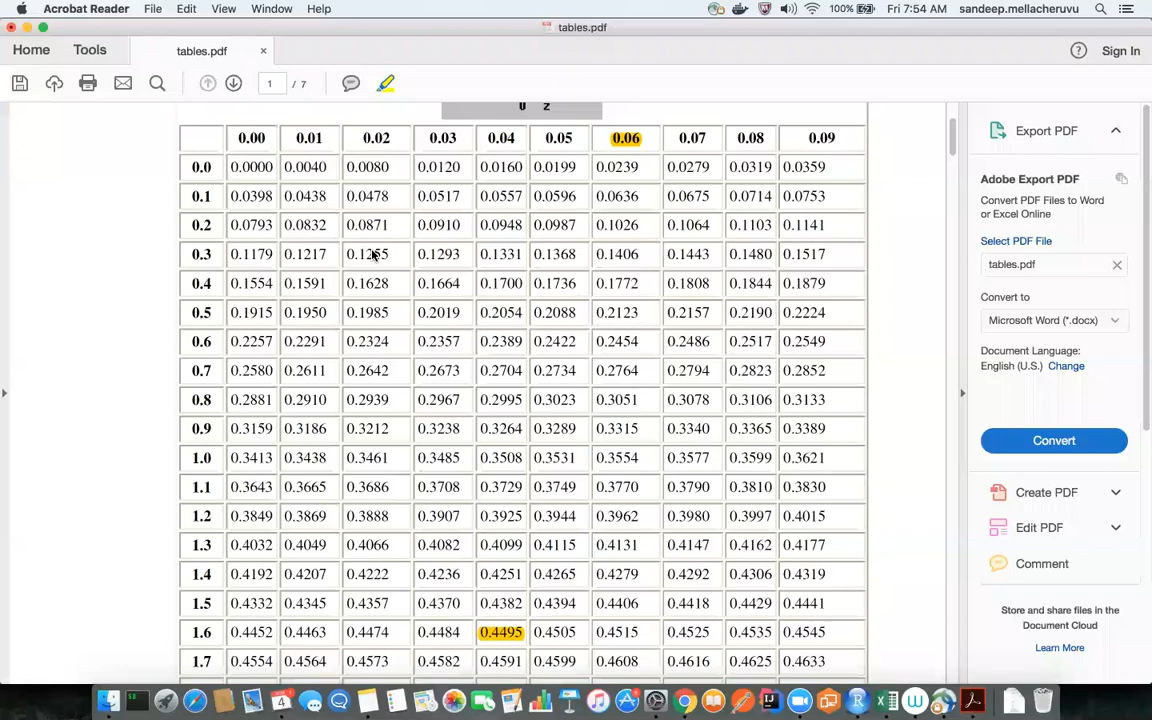 Acrobat Reader File Edit View Window Help 100% Fri 7:54 AM sandeep.mellacheruvu
tables.pdf
Home Tools tables.pdf × Sign In
1 / 7
0 z
0.00 0.01 0.02 0.03 0.04 0.05 0.06 0.07 0.08 0.09
0.0 0.0000 0.0040 0.0080 0.0120 0.0160 0.0199 0.0239 0.0279 0.0319 0.0359
0.1 0.0398 0.0438 0.0478 0.0517 0.0557 0.0596 0.0636 0.0675 0.0714 0.0753
0.2 0.0793 0.0832 0.0871 0.0910 0.0948 0.0987 0.1026 0.1064 0.1103 0.1141
0.3 0.1179 0.1217 0.1255 0.1293 0.1331 0.1368 0.1406 0.1443 0.1480 0.1517
0.4 0.1554 0.1591 0.1628 0.1664 0.1700 0.1736 0.1772 0.1808 0.1844 0.1879
0.5 0.1915 0.1950 0.1985 0.2019 0.2054 0.2088 0.2123 0.2157 0.2190 0.2224
0.6 0.2257 0.2291 0.2324 0.2357 0.2389 0.2422 0.2454 0.2486 0.2517 0.2549
0.7 0.2580 0.2611 0.2642 0.2673 0.2704 0.2734 0.2764 0.2794 0.2823 0.2852
0.8 0.2881 0.2910 0.2939 0.2967 0.2995 0.3023 0.3051 0.3078 0.3106 0.3133
0.9 0.3159 0.3186 0.3212 0.3238 0.3264 0.3289 0.3315 0.3340 0.3365 0.3389
1.0 0.3413 0.3438 0.3461 0.3485 0.3508 0.3531 0.3554 0.3577 0.3599 0.3621
1.1 0.3643 0.3665 0.3686 0.3708 0.3729 0.3749 0.3770 0.3790 0.3810 0.3830
1.2 0.3849 0.3869 0.3888 0.3907 0.3925 0.3944 0.3962 0.3980 0.3997 0.4015
1.3 0.4032 0.4049 0.4066 0.4082 0.4099 0.4115 0.4131 0.4147 0.4162 0.4177
1.4 0.4192 0.4207 0.4222 0.4236 0.4251 0.4265 0.4279 0.4292 0.4306 0.4319
1.5 0.4332 0.4345 0.4357 0.4370 0.4382 0.4394 0.4406 0.4418 0.4429 0.4441
1.6 0.4452 0.4463 0.4474 0.4484 0.4495 0.4505 0.4515 0.4525 0.4535 0.4545
1.7 0.4554 0.4564 0.4573 0.4582 0.4591 0.4599 0.4608 0.4616 0.4625 0.4633
Export PDF
Adobe Export PDF
Convert PDF Files to Word
or Excel Online
Select PDF File
tables.pdf
Convert to
Microsoft Word (*.docx)
Document Language:
English (U.S.) Change
Convert
Create PDF
Edit PDF
Comment
Store and share files in the
Document Cloud
Learn More